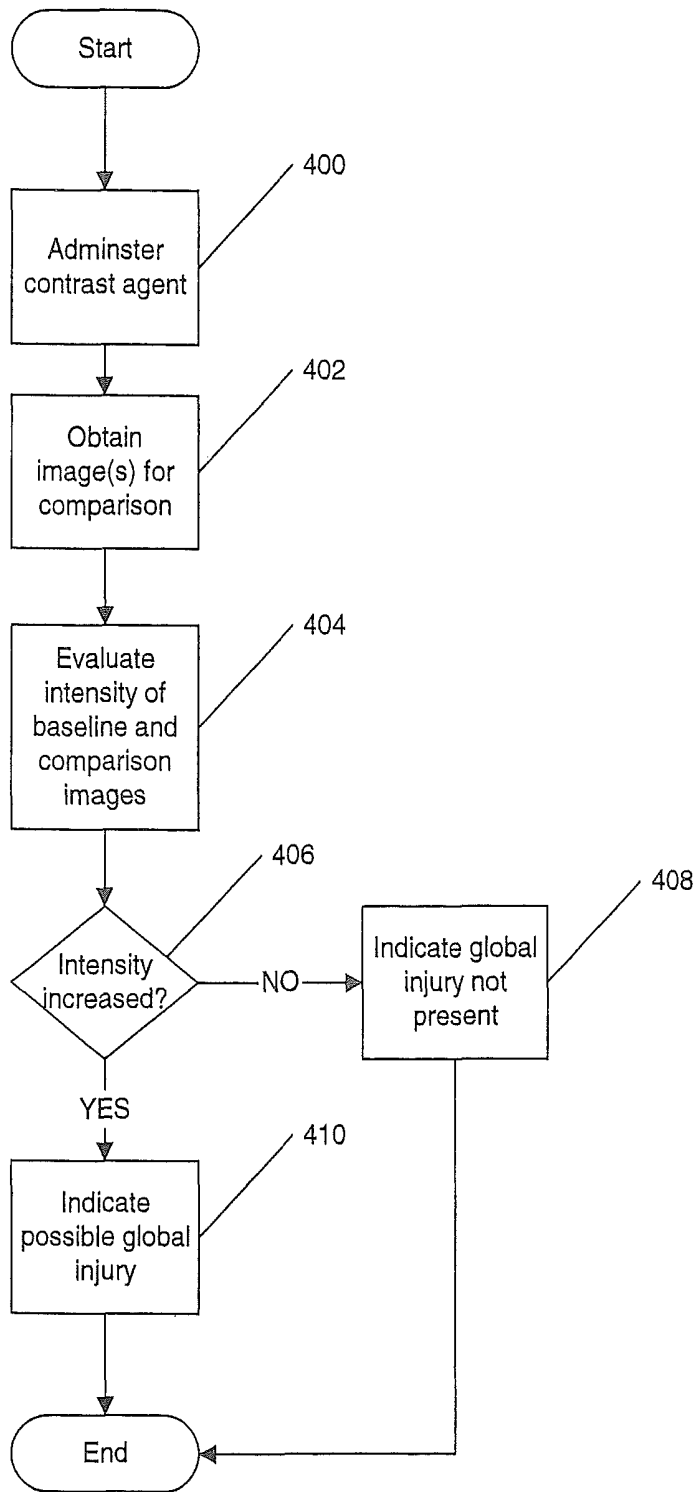 Start
400
Adminster
contrast agent
402
Obtain
image(s) for
comparison
404
Evaluate
intensity of
baseline and
comparison
images
406
Intensity
increased?
NO
408
Indicate global
injury not
present
YES
410
Indicate
possible global
injury
End